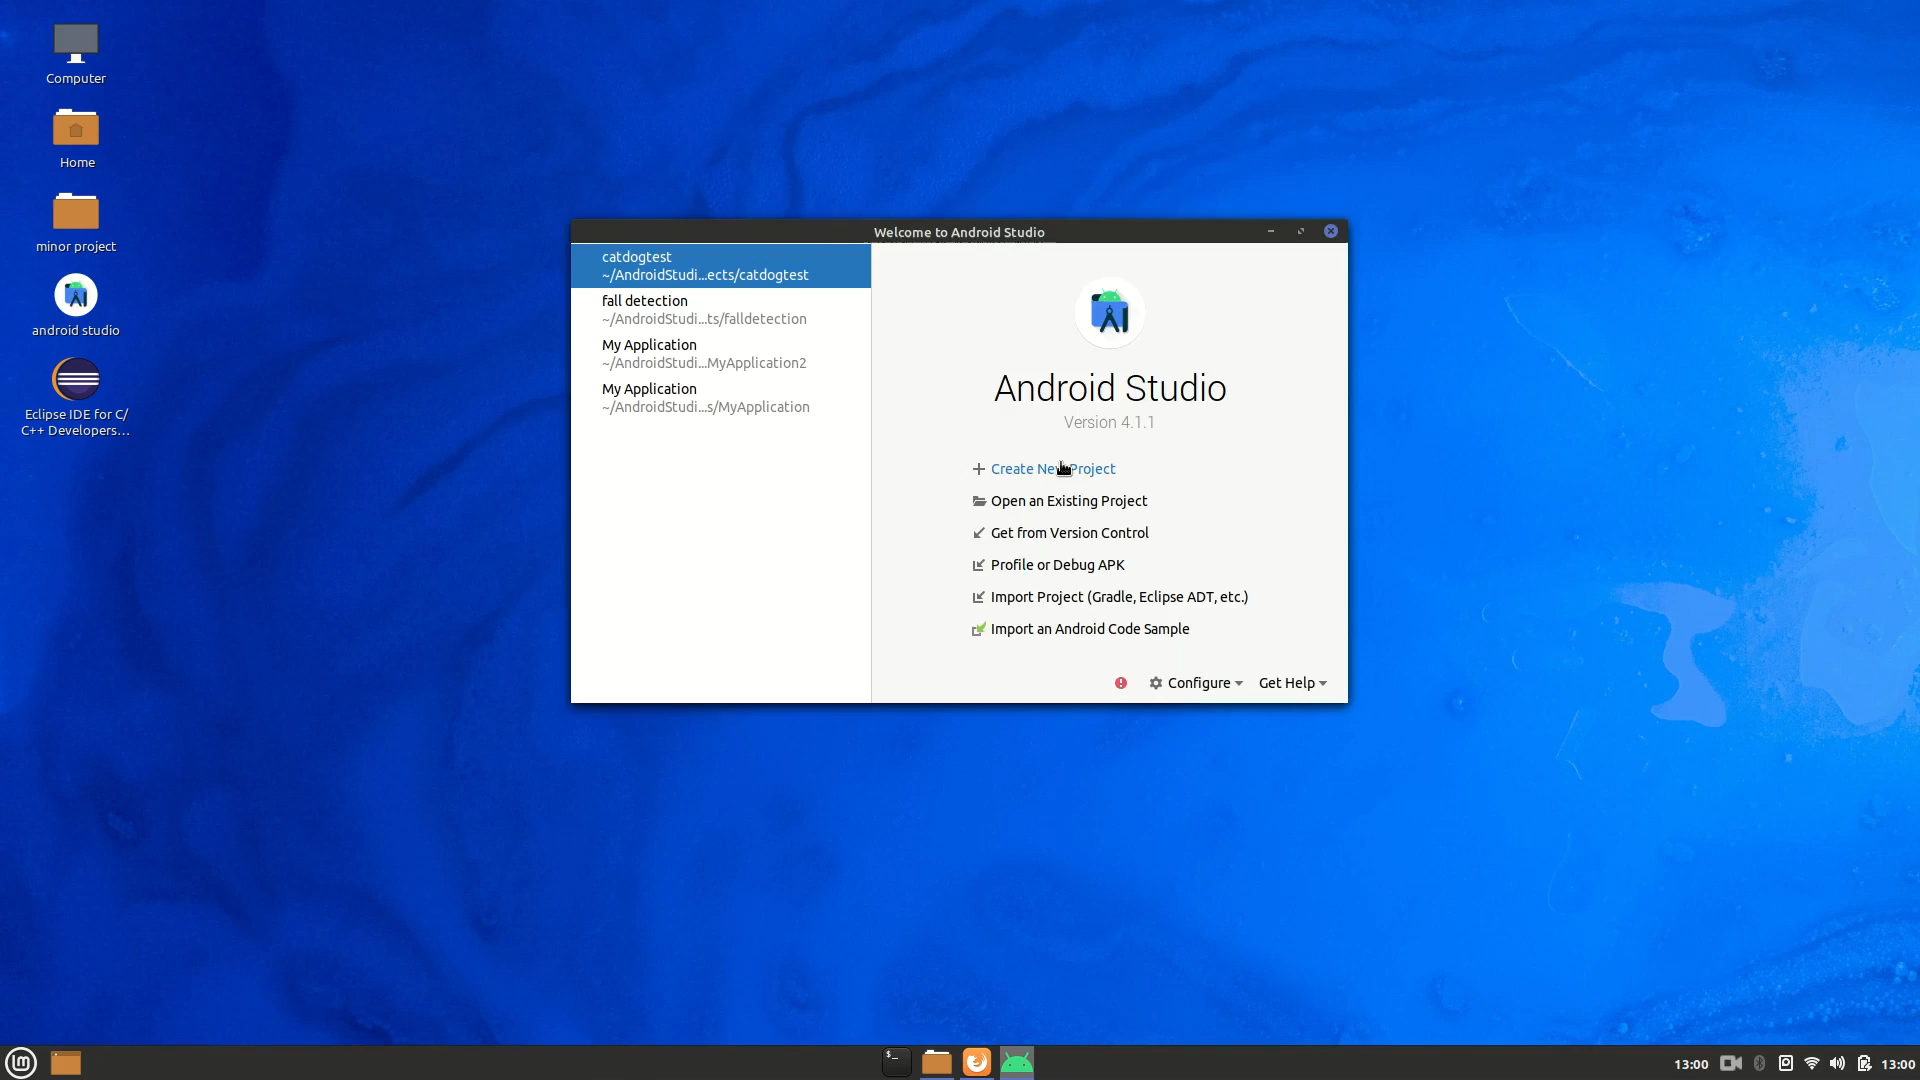 Computer
Home
minor project
android studio
Eclipse IDE for C/
C++ Developers...
Welcome to Android Studio
catdogtest
~/AndroidStudi...ects/catdogtest
fall detection
~/AndroidStudi...ts/falldetection
My Application
~/AndroidStudi...MyApplication2
My Application
~/AndroidStudi...s/MyApplication
Android Studio
Version 4.1.1
Create New Project
Open an Existing Project
Get from Version Control
Profile or Debug APK
Import Project (Gradle, Eclipse ADT, etc.)
Import an Android Code Sample
Configure
Get Help
$_
13:00
13:00